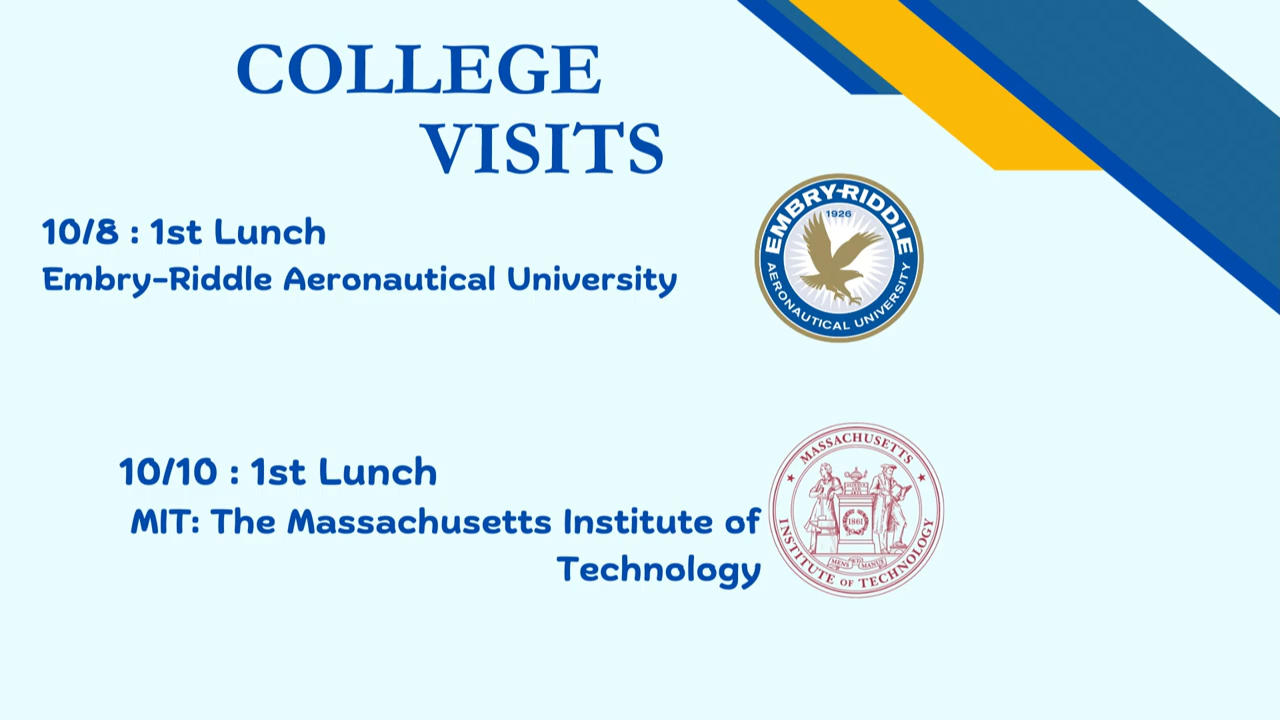 COLLEGE
VISITS
10/8 : 1st Lunch
Embry-Riddle Aeronautical University
EMBRY-RIDDLE
1926
AERONAUTICAL UNIVERSITY
10/10 : 1st Lunch
MIT: The Massachusetts Institute of
Technology
MASSACHUSETTS
INSTITUTE OF TECHNOLOGY
1861
MENS ET MANUS